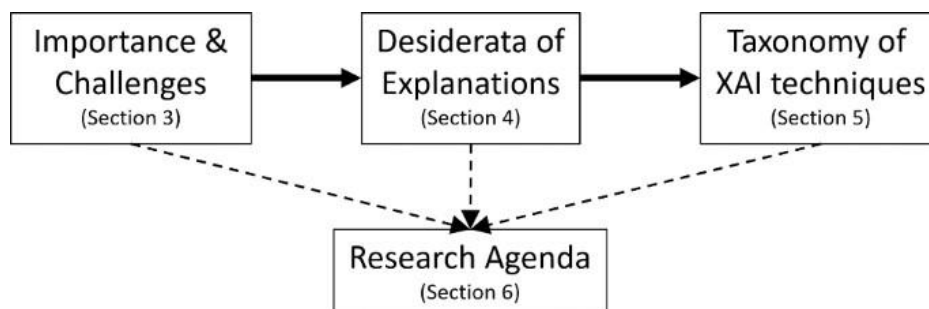 Importance &
Challenges
(Section 3)
Desiderata of
Explanations
(Section 4)
Taxonomy of
XAI techniques
(Section 5)
Research Agenda
(Section 6)